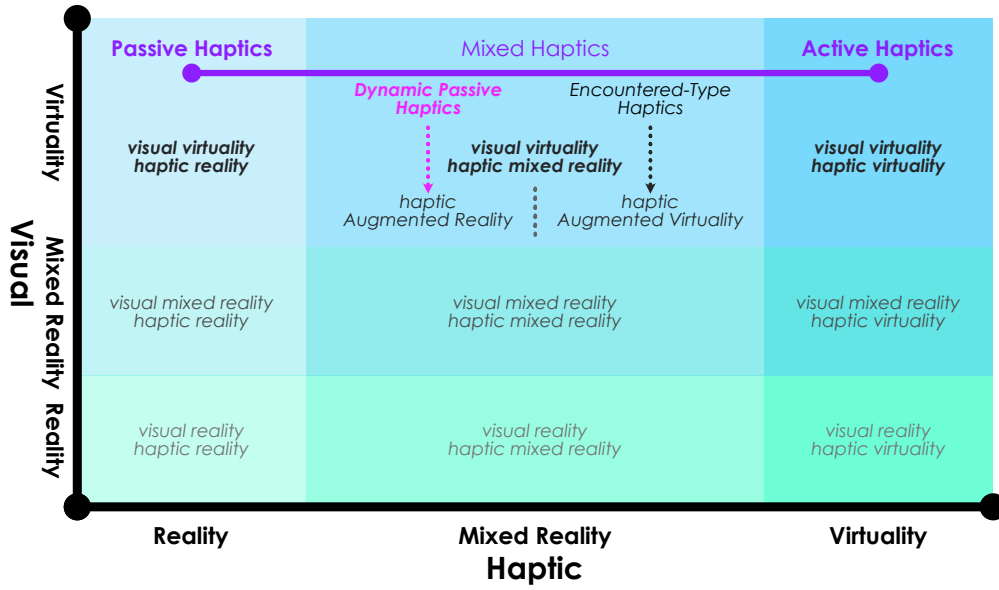 Passive Haptics
Mixed Haptics
Active Haptics
Dynamic Passive
Haptics
Encountered-Type
Haptics
visual virtuality
haptic reality
visual virtuality
haptic mixed reality
visual virtuality
haptic virtuality
haptic
Augmented Reality
haptic
Augmented Virtuality
visual mixed reality
haptic reality
visual mixed reality
haptic mixed reality
visual mixed reality
haptic virtuality
visual reality
haptic reality
visual reality
haptic mixed reality
visual reality
haptic virtuality
Virtuality
Mixed Reality
Reality
Visual
Reality
Mixed Reality
Virtuality
Haptic